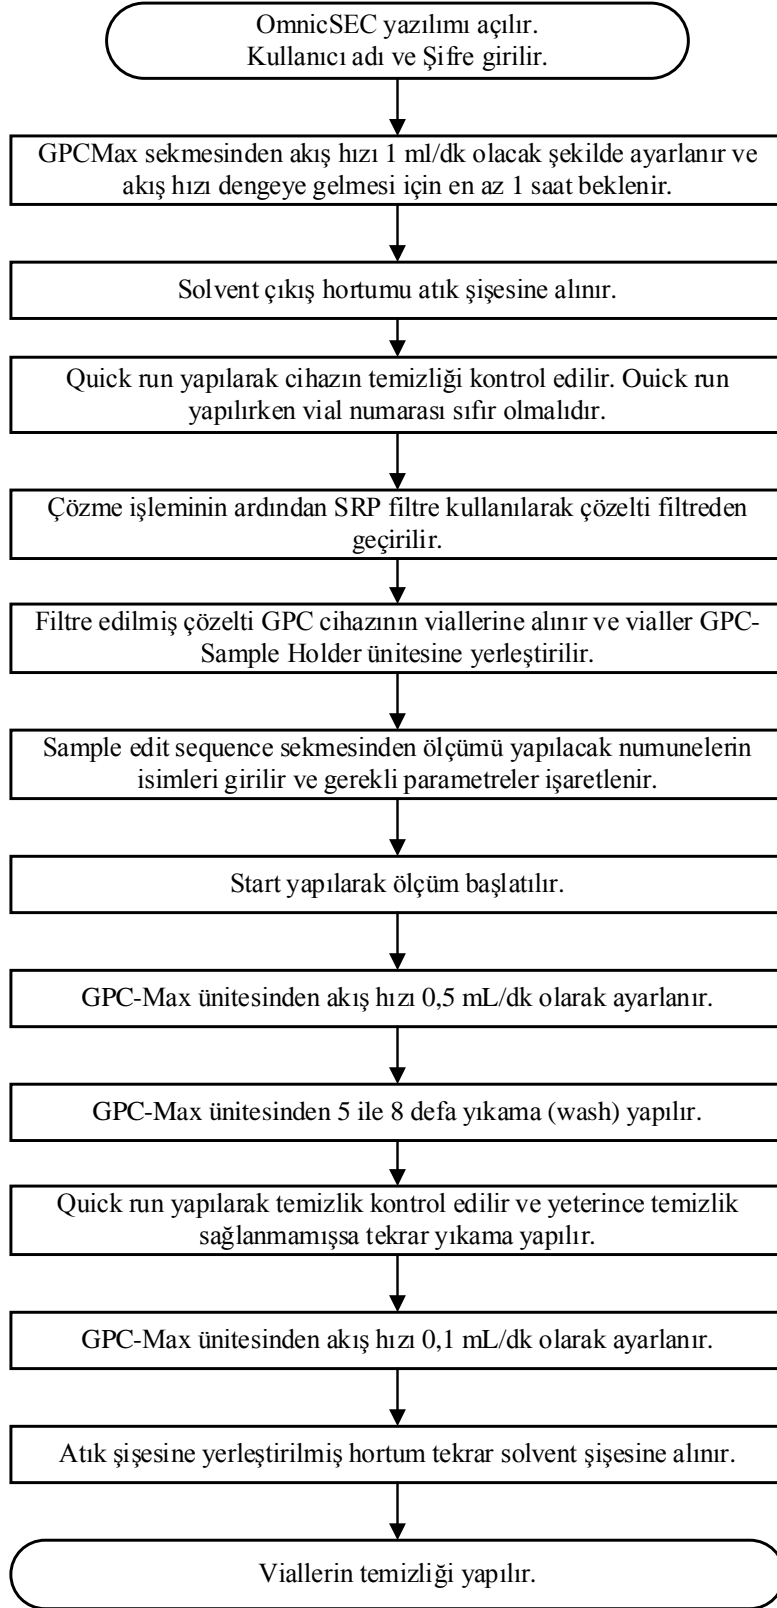 OmnicSEC yazılımı açılır.
Kullanıcı adı ve Şifre girilir.
GPCMax sekmesinden akış hızı 1 ml/dk olacak şekilde ayarlanır ve
akış hızı dengeye gelmesi için en az 1 saat beklenir.
Solvent çıkış hortumu atık şişesine alınır.
Quick run yapılarak cihazın temizliği kontrol edilir. Ouick run
yapılırken vial numarası sıfır olmalıdır.
Çözme işleminin ardından SRP filtre kullanılarak çözelti filtreden
geçirilir.
Filtre edilmiş çözelti GPC cihazının viallerine alınır ve vialler GPC-
Sample Holder ünitesine yerleştirilir.
Sample edit sequence sekmesinden ölçümü yapılacak numunelerin
isimleri girilir ve gerekli parametreler işaretlenir.
Start yapılarak ölçüm başlatılır.
GPC-Max ünitesinden akış hızı 0,5 mL/dk olarak ayarlanır.
GPC-Max ünitesinden 5 ile 8 defa yıkama (wash) yapılır.
Quick run yapılarak temizlik kontrol edilir ve yeterince temizlik
sağlanmamışsa tekrar yıkama yapılır.
GPC-Max ünitesinden akış hızı 0,1 mL/dk olarak ayarlanır.
Atık şişesine yerleştirilmiş hortum tekrar solvent şişesine alınır.
Viallerin temizliği yapılır.